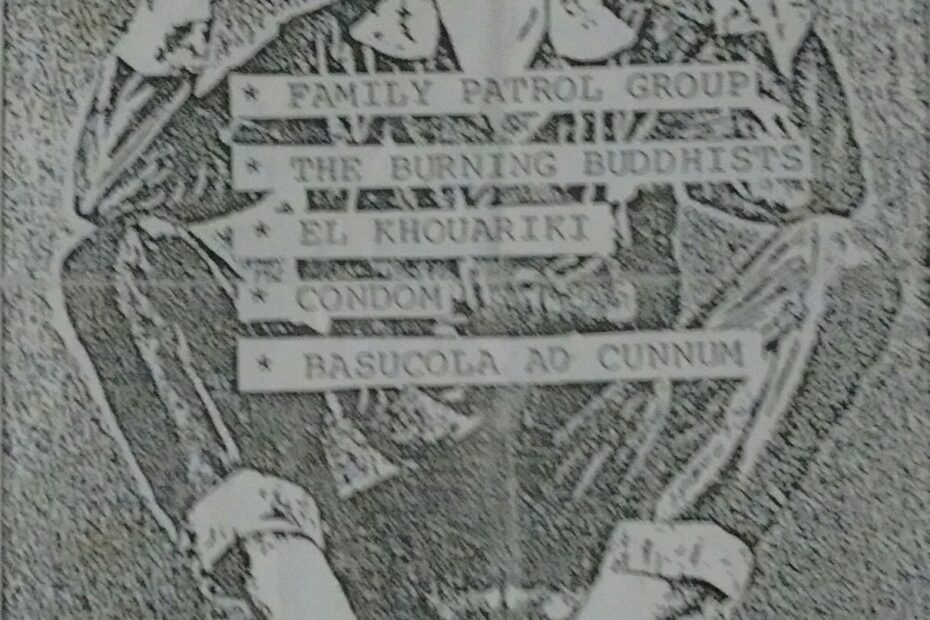 * FAMILY PATROL GROUP
* THE BURNING BUDDHISTS
* EL KHOUARIKI
* CONDOM
* BASUCOLA AD CUNNUM